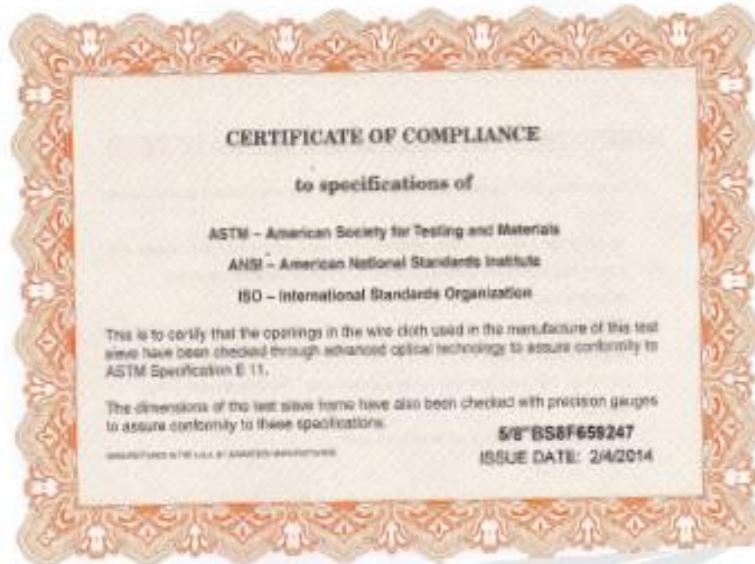 CERTIFICATE OF COMPLIANCE
to specifications of
ASTM – American Society for Testing and Materials
ANSI – American National Standards Institute
ISO – International Standards Organization
This is to certify that the openings in the wire cloth used in the manufacture of this test
sieve have been checked through advanced optical technology to assure conformity to
ASTM Specification E 11.
The dimensions of the test sieve frame have also been checked with precision gauges
to assure conformity to these specifications.
5/8" BS8F659247
MANUFACTURED IN THE U.S.A. BY
ISSUE DATE: 2/4/2014